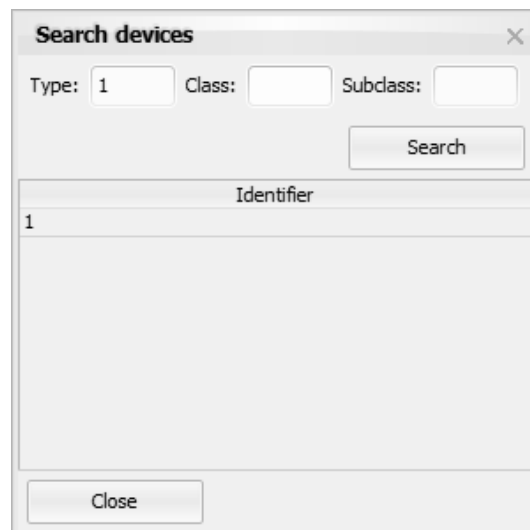 Search devices
Type: 1 Class: Subclass:
Search
Identifier
1
Close